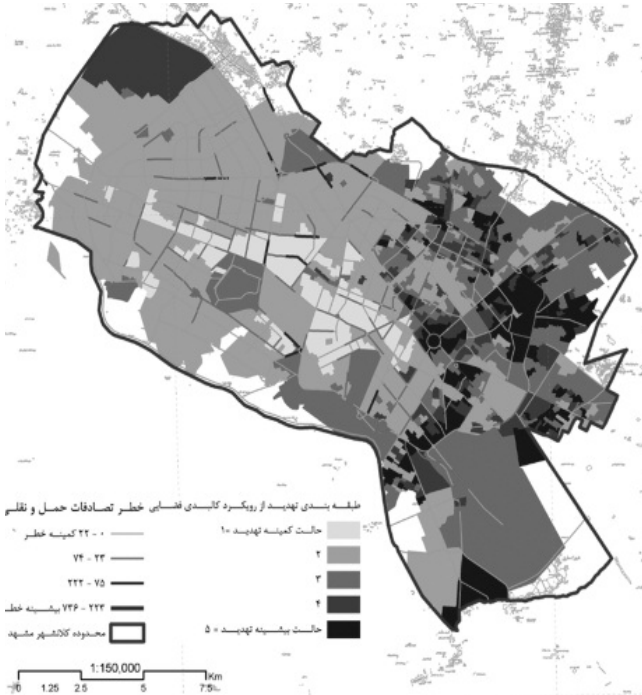 طبقه بندی تهدید از رویکرد کالبدی فضایی
حالت کمینه تهدید =۱
۲
۳
۴
حالت بیشینه تهدید = ۵
خطر تصادفات حمل و نقلی
۰ - ۲۲ کمینه خطر
۲۳ - ۷۴
۷۵ - ۲۲۲
۲۲۳ - ۷۳۶ بیشینه خطر
محدوده کلانشهر مشهد
1:150,000
Km
0 1.25 2.5 5 7.5